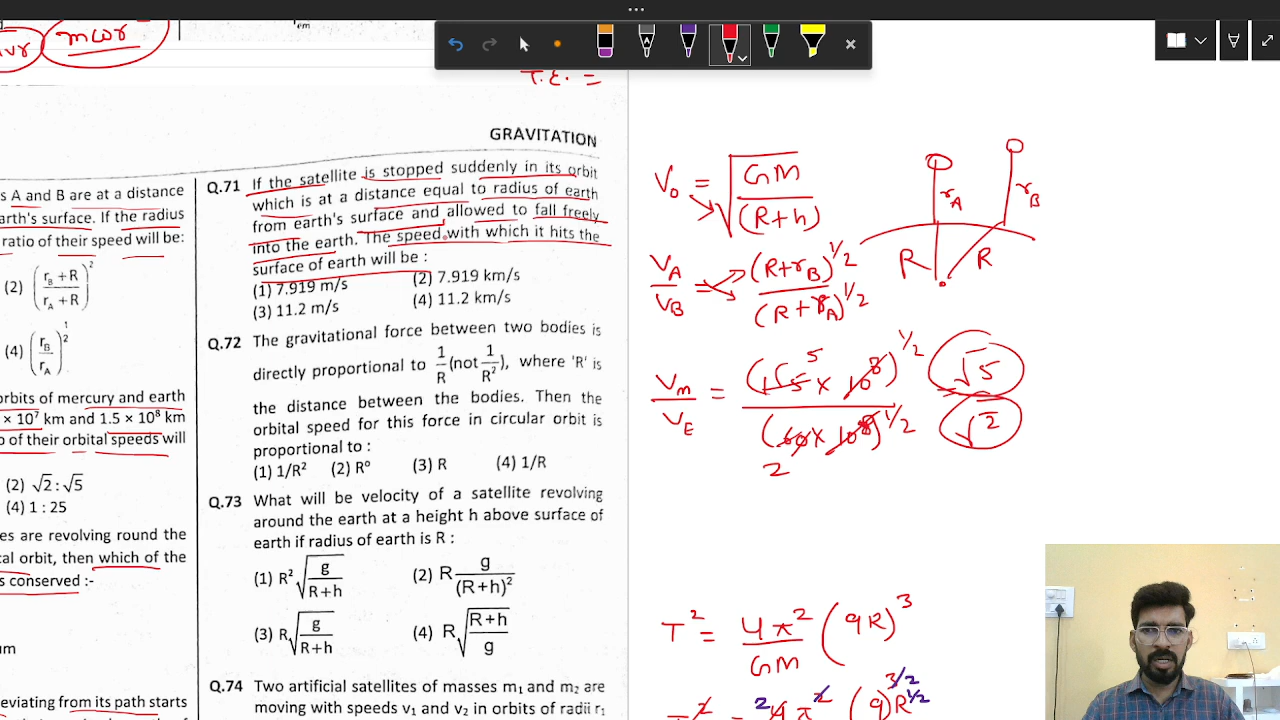 mωr
T.E. =
GRAVITATION
s A and B are at a distance
arth's surface. If the radius
ratio of their speed will be:
(2) ((r_B + R)/(r_A + R))^2
(4) (r_B/r_A)^{1/2}
orbits of mercury and earth
× 10^7 km and 1.5 × 10^8 km
o of their orbital speeds will
(2) √2 : √5
(4) 1 : 25
es are revolving round the
cal orbit, then which of the
s conserved :-
um
eviating from its path starts
Q.71 If the satellite is stopped suddenly in its orbit
which is at a distance equal to radius of earth
from earth's surface and allowed to fall freely
into the earth. The speed with which it hits the
surface of earth will be :
(1) 7.919 m/s (2) 7.919 km/s
(3) 11.2 m/s (4) 11.2 km/s
Q.72 The gravitational force between two bodies is
directly proportional to 1/R (not 1/R^2), where 'R' is
the distance between the bodies. Then the
orbital speed for this force in circular orbit is
proportional to :
(1) 1/R² (2) R° (3) R (4) 1/R
Q.73 What will be velocity of a satellite revolving
around the earth at a height h above surface of
earth if radius of earth is R :
(1) R² √(g/(R+h)) (2) R g/(R+h)²
(3) R√(g/(R+h)) (4) R √((R+h)/g)
Q.74 Two artificial satellites of masses m₁ and m₂ are
moving with speeds v₁ and v₂ in orbits of radii r₁
V₀ = √(GM/(R+h))
V_A/V_B = (R+r_B)^{1/2}/(R+r_A)^{1/2}
r_A r_B
R R
V_m/V_E = 5 √5
2 √2
T² = 4π²/GM (9R)³
(9)^{3/2} R^{1/2}